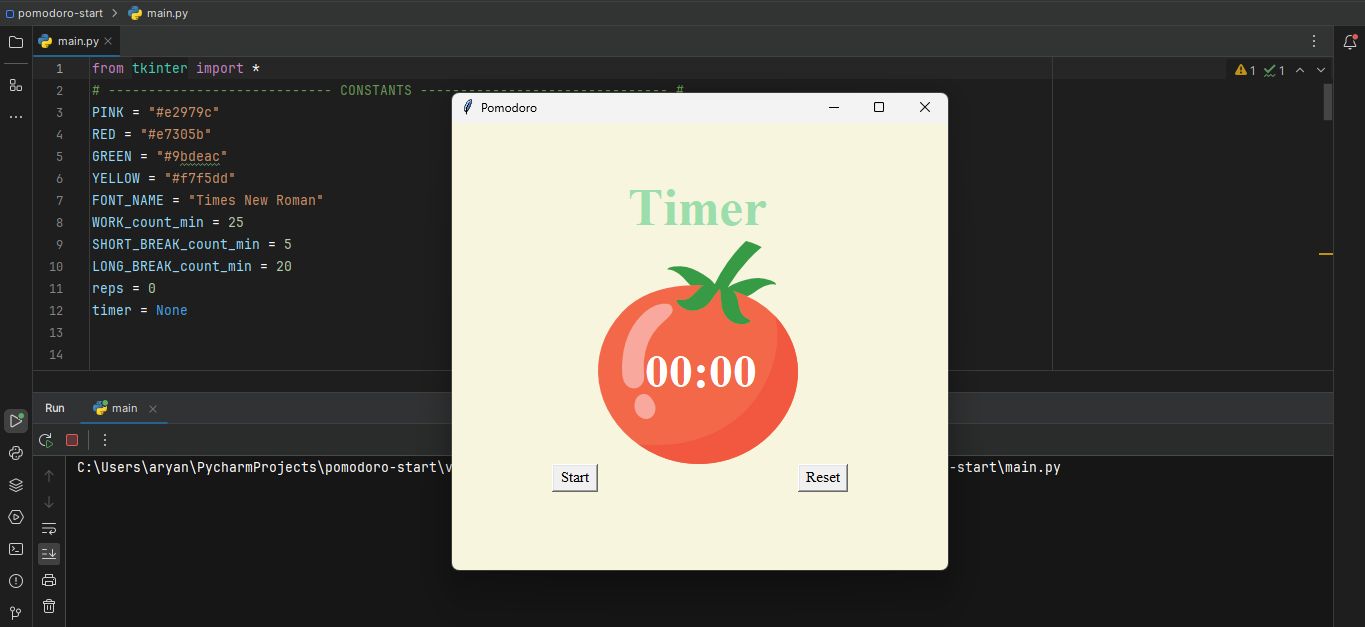 pomodoro-start > main.py
main.py
1 from tkinter import *
2 # ---------------------------- CONSTANTS ------------------------------- #
3 PINK = "#e2979c"
4 RED = "#e7305b"
5 GREEN = "#9bdeac"
6 YELLOW = "#f7f5dd"
7 FONT_NAME = "Times New Roman"
8 WORK_count_min = 25
9 SHORT_BREAK_count_min = 5
10 LONG_BREAK_count_min = 20
11 reps = 0
12 timer = None
13
14
1 1
Pomodoro
Timer
00:00
Start
Reset
Run main
C:\Users\aryan\PycharmProjects\pomodoro-start\v
-start\main.py